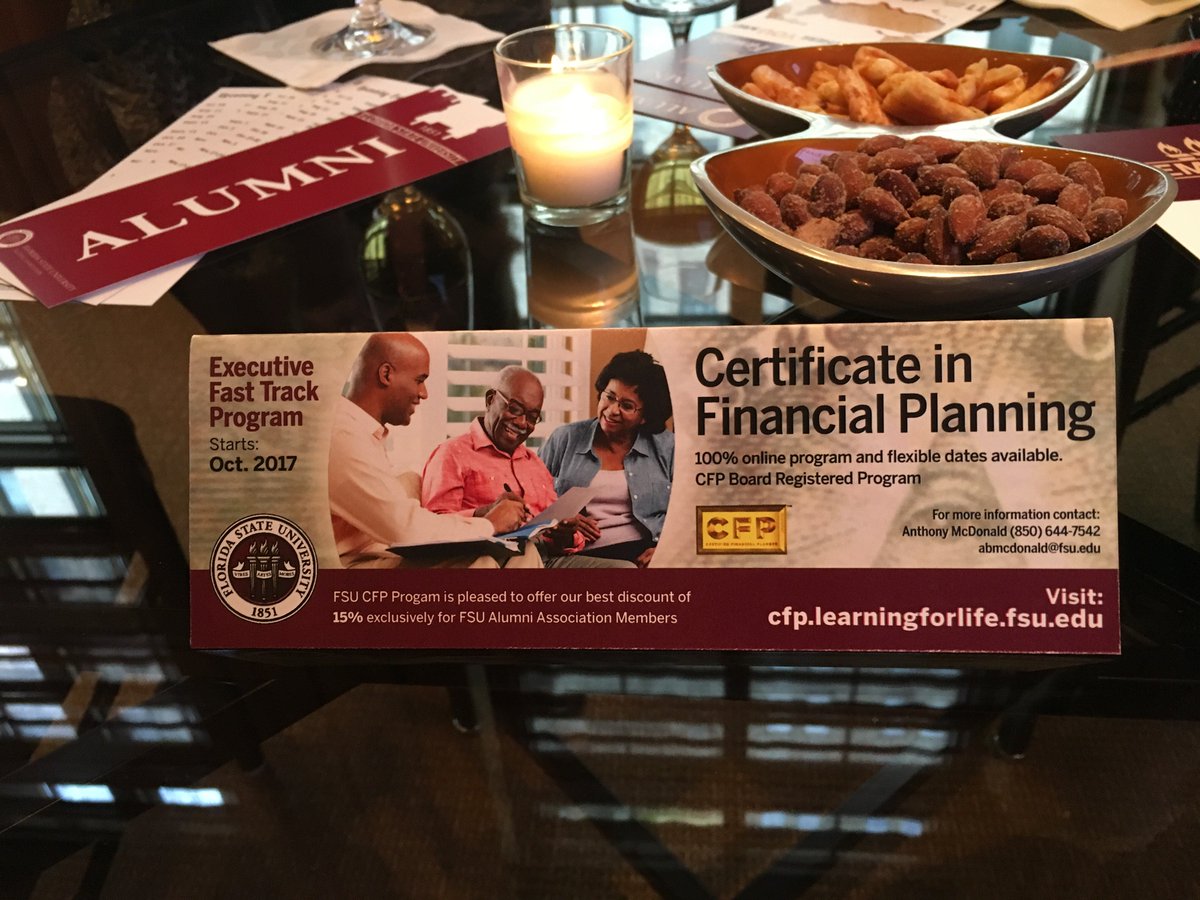 ALUMNI
Executive
Fast Track
Program
Starts:
Oct. 2017
FLORIDA STATE UNIVERSITY
1851
Certificate in
Financial Planning
100% online program and flexible dates available.
CFP Board Registered Program
CFP
CERTIFIED FINANCIAL PLANNER
For more information contact:
Anthony McDonald (850) 644-7542
abmcdonald@fsu.edu
FSU CFP Progam is pleased to offer our best discount of
15% exclusively for FSU Alumni Association Members
Visit:
cfp.learningforlife.fsu.edu